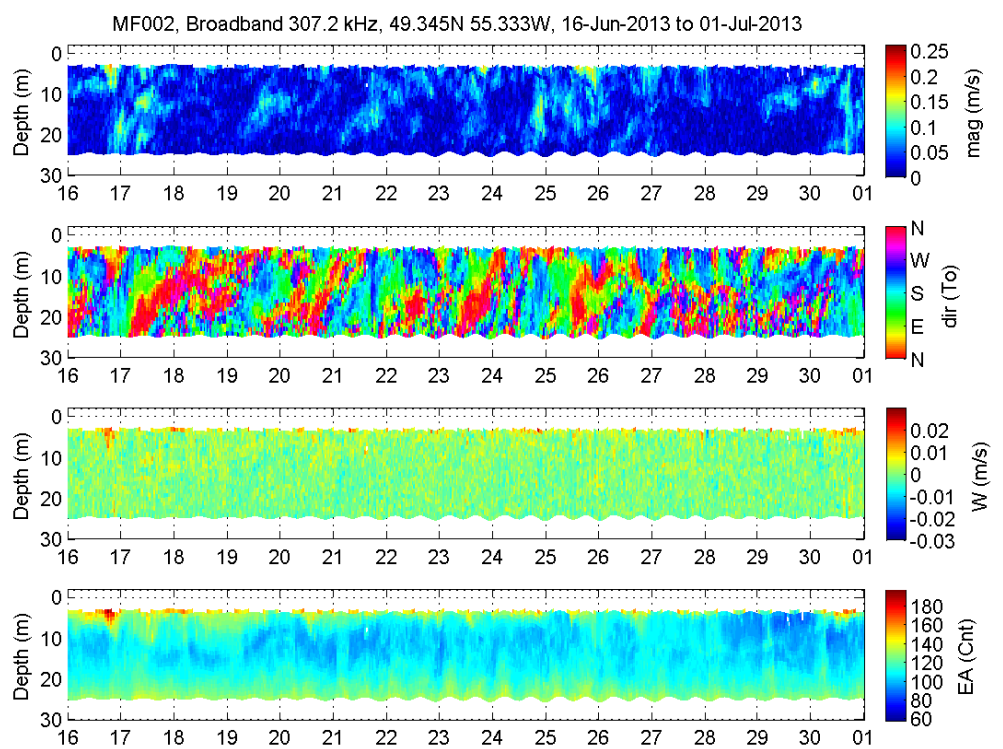 MF002, Broadband 307.2 kHz, 49.345N 55.333W, 16-Jun-2013 to 01-Jul-2013
0
10
20
30
Depth (m)
16 17 18 19 20 21 22 23 24 25 26 27 28 29 30 01
0.25
0.2
0.15
0.1
0.05
0
mag (m/s)
0
10
20
30
Depth (m)
16 17 18 19 20 21 22 23 24 25 26 27 28 29 30 01
N
W
S
E
N
dir (To)
0
10
20
30
Depth (m)
16 17 18 19 20 21 22 23 24 25 26 27 28 29 30 01
0.02
0.01
0
-0.01
-0.02
-0.03
W (m/s)
0
10
20
30
Depth (m)
16 17 18 19 20 21 22 23 24 25 26 27 28 29 30 01
180
160
140
120
100
80
60
EA (Cnt)